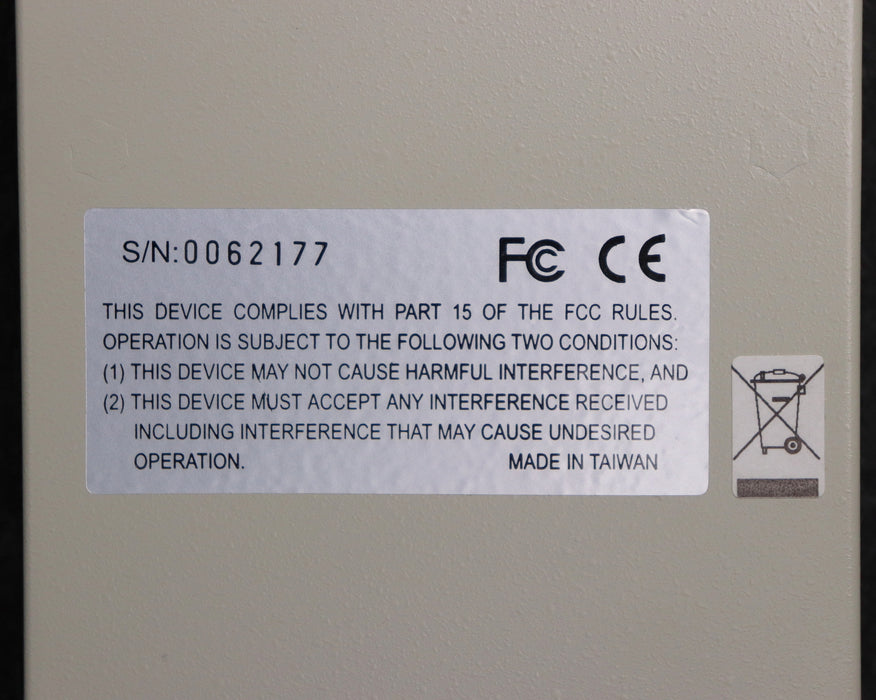 S/N:0062177 FC CE
THIS DEVICE COMPLIES WITH PART 15 OF THE FCC RULES.
OPERATION IS SUBJECT TO THE FOLLOWING TWO CONDITIONS:
(1) THIS DEVICE MAY NOT CAUSE HARMFUL INTERFERENCE, AND
(2) THIS DEVICE MUST ACCEPT ANY INTERFERENCE RECEIVED
INCLUDING INTERFERENCE THAT MAY CAUSE UNDESIRED
OPERATION. MADE IN TAIWAN